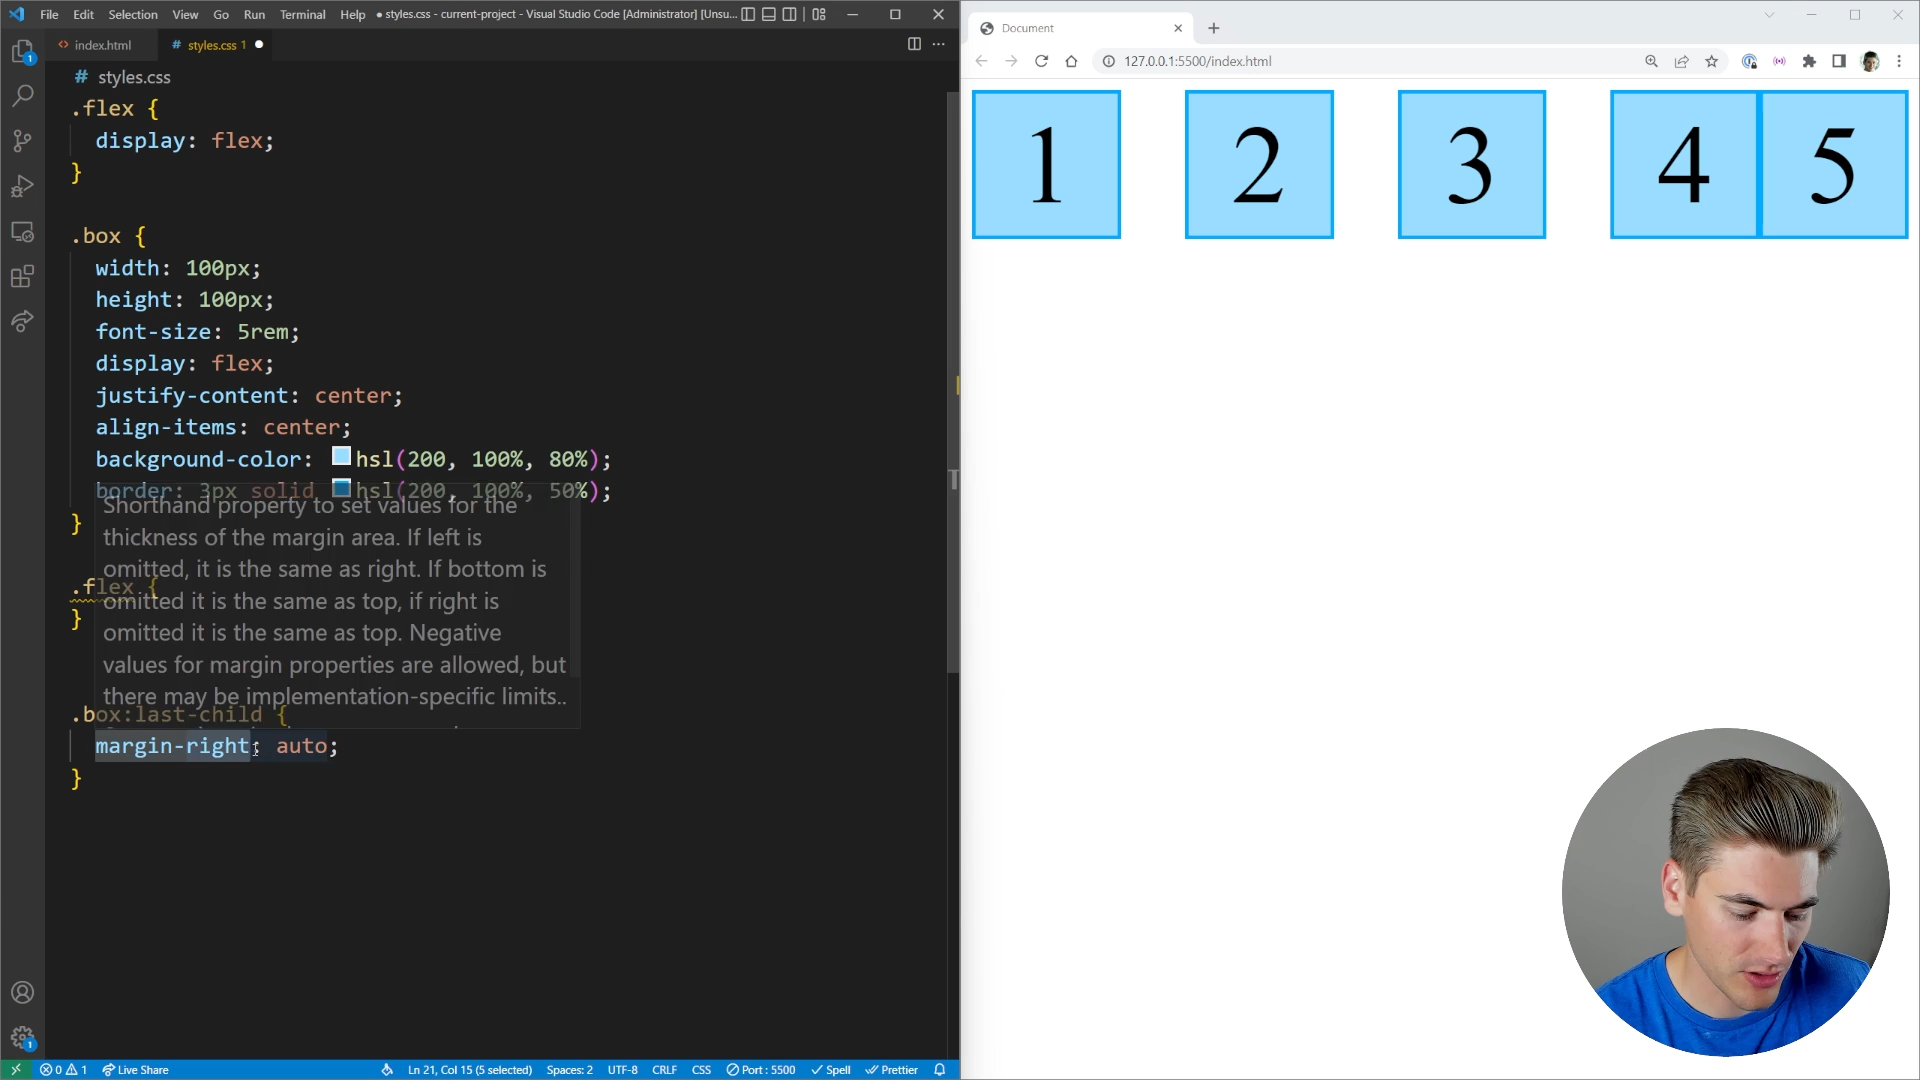 File Edit Selection View Go Run Terminal Help ● styles.css - current-project - Visual Studio Code [Administrator] [Unsu...
index.html # styles.css 1
# styles.css
.flex {
display: flex;
}
.box {
width: 100px;
height: 100px;
font-size: 5rem;
display: flex;
justify-content: center;
align-items: center;
background-color: hsl(200, 100%, 80%);
border: 3px solid hsl(200, 100%, 50%);
}
.flex {
}
Shorthand property to set values for the
thickness of the margin area. If left is
omitted, it is the same as right. If bottom is
omitted it is the same as top, if right is
omitted it is the same as top. Negative
values for margin properties are allowed, but
there may be implementation-specific limits..
.box:last-child {
margin-right: auto;
}
0 1 Live Share Ln 21, Col 15 (5 selected) Spaces: 2 UTF-8 CRLF CSS Port : 5500 Spell Prettier
1
1
Document
127.0.0.1:5500/index.html
1 2 3 4 5